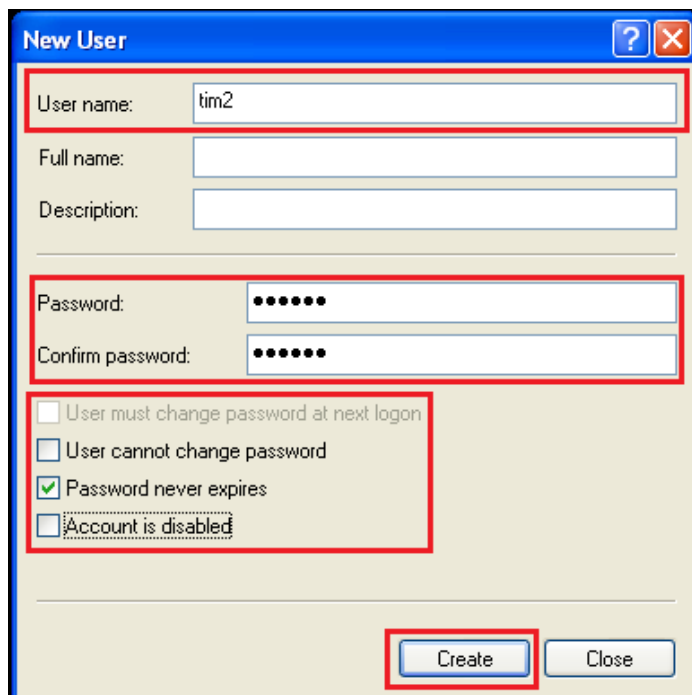 New User
User name: tim2
Full name:
Description:
Password: ●●●●●●
Confirm password: ●●●●●●
User must change password at next logon
User cannot change password
Password never expires
Account is disabled
Create Close